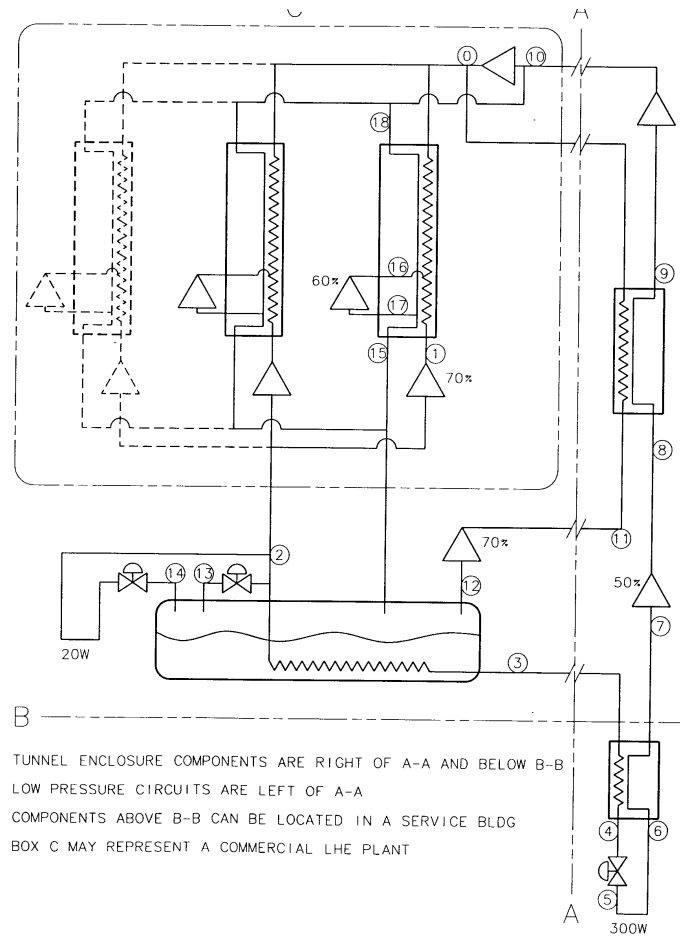 C
A
0
10
18
9
16
60%
17
15
1
70%
8
2
11
70%
14
13
12
50%
7
20W
3
B
TUNNEL ENCLOSURE COMPONENTS ARE RIGHT OF A-A AND BELOW B-B
LOW PRESSURE CIRCUITS ARE LEFT OF A-A
COMPONENTS ABOVE B-B CAN BE LOCATED IN A SERVICE BLDG
BOX C MAY REPRESENT A COMMERCIAL LHE PLANT
4
6
5
A
300W